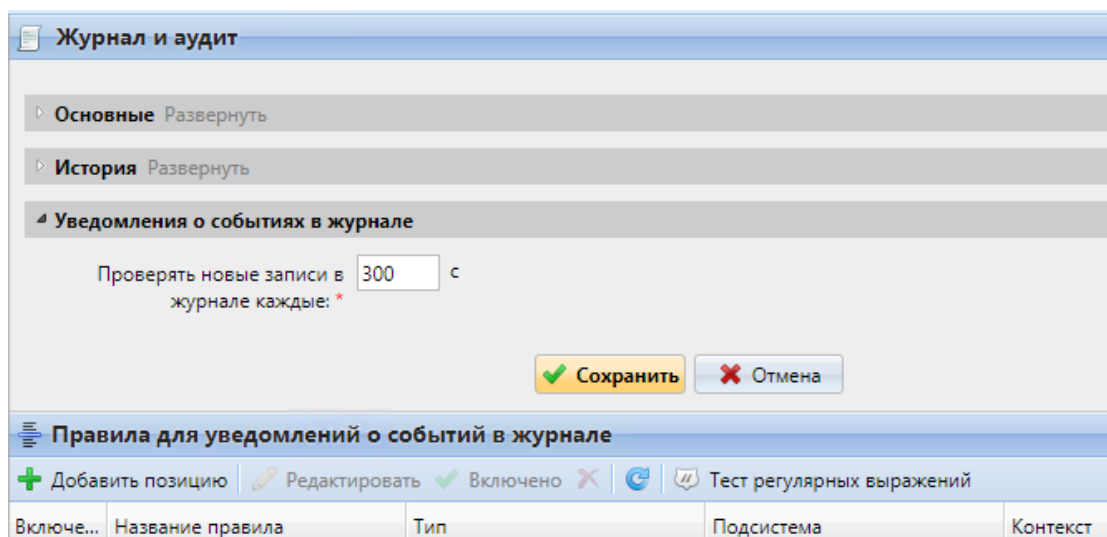 Журнал и аудит
Основные Развернуть
История Развернуть
Уведомления о событиях в журнале
Проверять новые записи в 300 с
журнале каждые: *
Сохранить Отмена
Правила для уведомлений о событий в журнале
Добавить позицию Редактировать Включено Тест регулярных выражений
Включе... Название правила Тип Подсистема Контекст